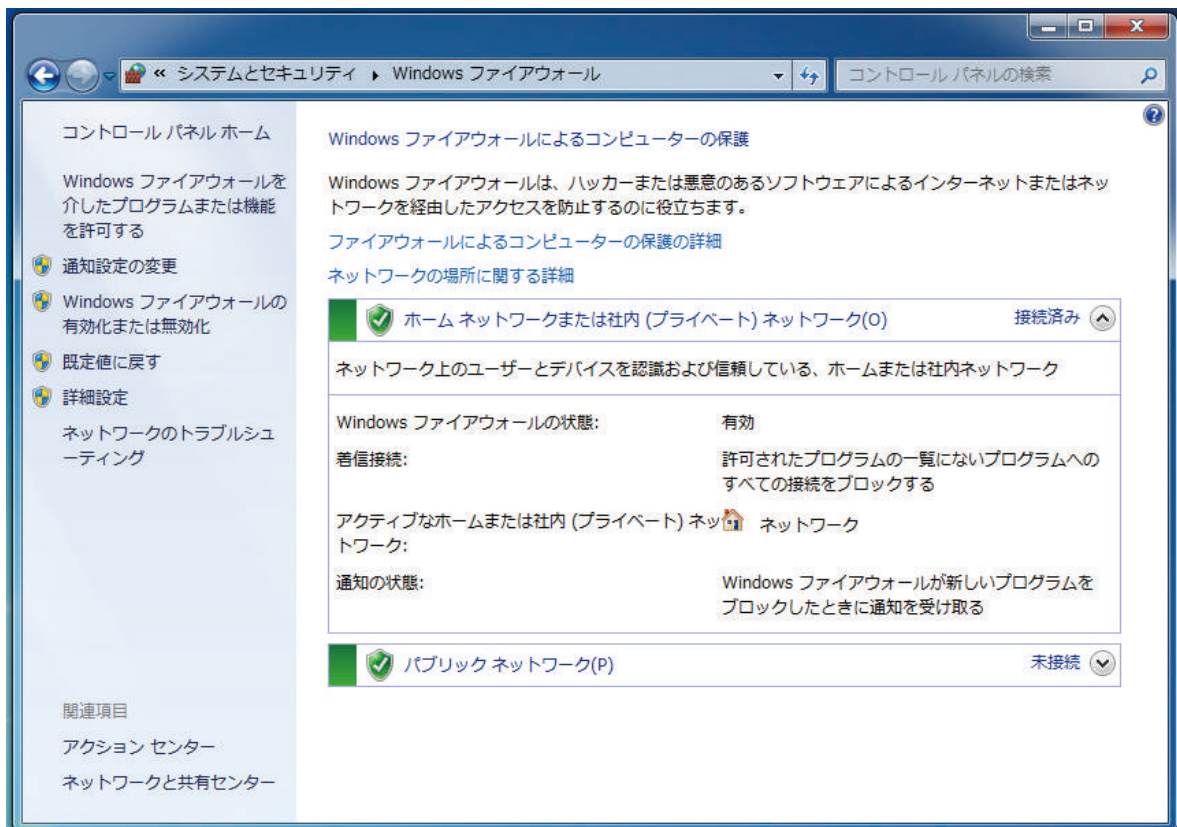 « システムとセキュリティ ▸ Windows ファイアウォール
コントロール パネルの検索
コントロール パネル ホーム
Windows ファイアウォールを
介したプログラムまたは機能
を許可する
通知設定の変更
Windows ファイアウォールの
有効化または無効化
既定値に戻す
詳細設定
ネットワークのトラブルシュ
ーティング
関連項目
アクション センター
ネットワークと共有センター
Windows ファイアウォールによるコンピューターの保護
Windows ファイアウォールは、ハッカーまたは悪意のあるソフトウェアによるインターネットまたはネッ
トワークを経由したアクセスを防止するのに役立ちます。
ファイアウォールによるコンピューターの保護の詳細
ネットワークの場所に関する詳細
ホーム ネットワークまたは社内 (プライベート) ネットワーク(O) 接続済み
ネットワーク上のユーザーとデバイスを認識および信頼している、ホームまたは社内ネットワーク
Windows ファイアウォールの状態: 有効
着信接続: 許可されたプログラムの一覧にないプログラムへの
すべての接続をブロックする
アクティブなホームまたは社内 (プライベート) ネッ ネットワーク
トワーク:
通知の状態: Windows ファイアウォールが新しいプログラムを
ブロックしたときに通知を受け取る
パブリック ネットワーク(P) 未接続